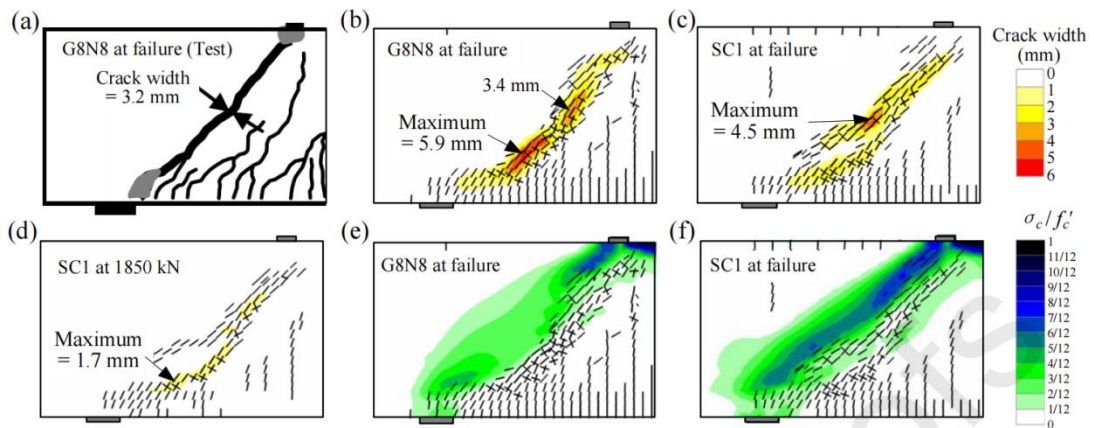 (a)
G8N8 at failure (Test)
Crack width
= 3.2 mm
(b)
G8N8 at failure
3.4 mm
Maximum
= 5.9 mm
(c)
SC1 at failure
Maximum
= 4.5 mm
Crack width
(mm)
0
1
2
3
4
5
6
(d)
SC1 at 1850 kN
Maximum
= 1.7 mm
(e)
G8N8 at failure
(f)
SC1 at failure
σc/fc'
1
11/12
10/12
9/12
8/12
7/12
6/12
5/12
4/12
3/12
2/12
1/12
0